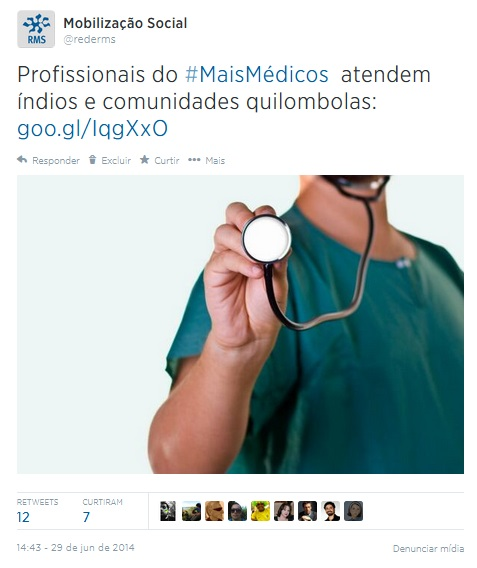 RMS
Mobilização Social
@rederms
Profissionais do #MaisMédicos atendem
índios e comunidades quilombolas:
goo.gl/IqgXxO
Responder Excluir Curtir Mais
RETWEETS CURTIRAM
12 7
14:43 - 29 de jun de 2014 Denunciar mídia